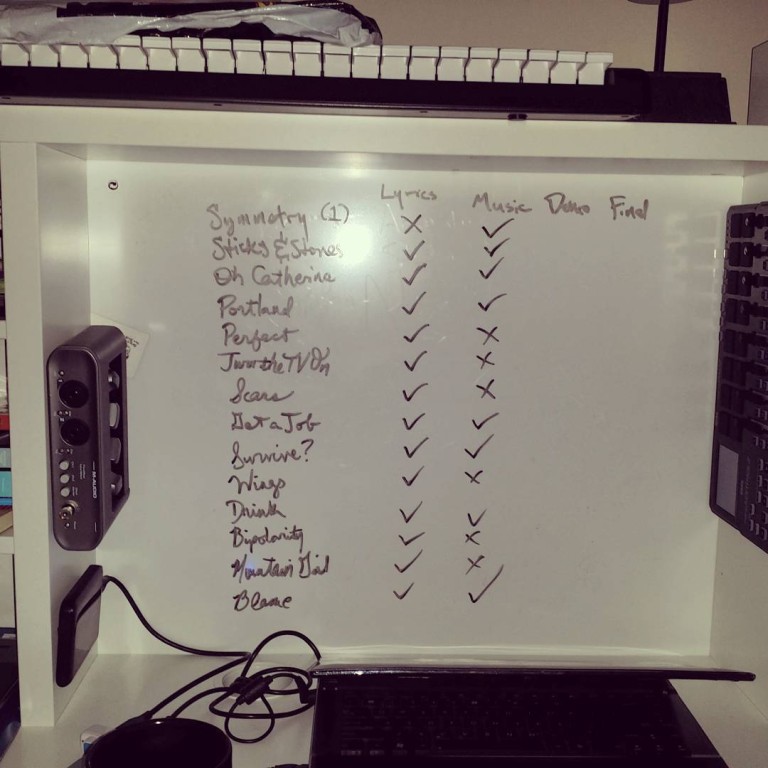 Lyrics Music Demo Final
Symmetry (1) X ✓
Sticks & Stones ✓ ✓
Oh Catherine ✓ ✓
Portland ✓ ✓
Perfect ✓ X
Turn the TV On ✓ X
Scars ✓ X
Get a Job ✓ ✓
Survive? ✓ ✓
Wings ✓ X
Drink ✓ ✓
Bipolarity ✓ X
Mountain ✓ X
Blame ✓ ✓
M-AUDIO